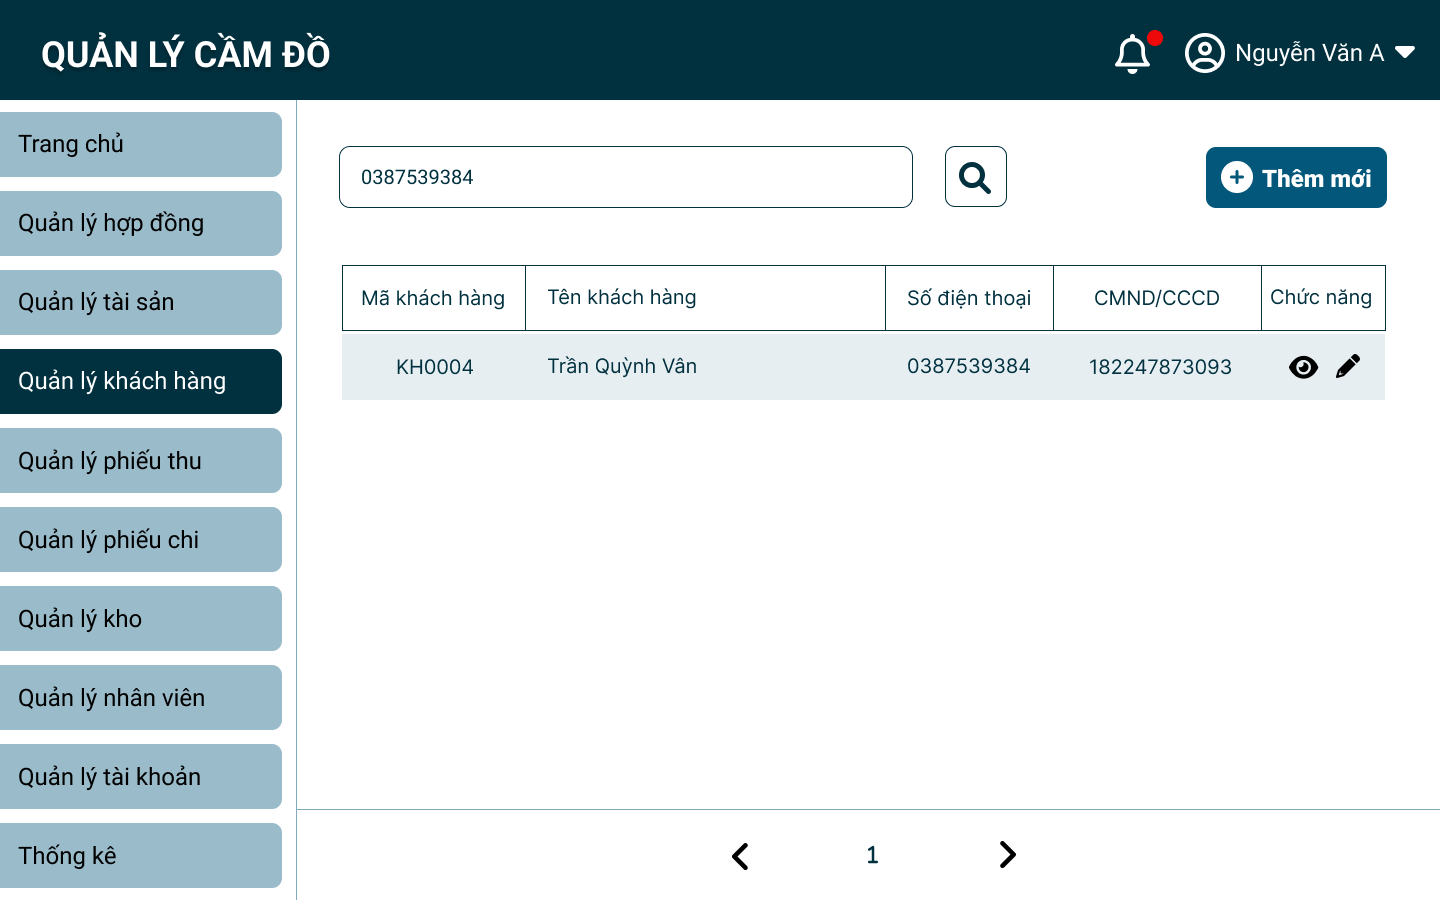 QUẢN LÝ CẦM ĐỒ
Nguyễn Văn A
Trang chủ
Quản lý hợp đồng
Quản lý tài sản
Quản lý khách hàng
Quản lý phiếu thu
Quản lý phiếu chi
Quản lý kho
Quản lý nhân viên
Quản lý tài khoản
Thống kê
0387539384
Thêm mới
Mã khách hàng Tên khách hàng Số điện thoại CMND/CCCD Chức năng
KH0004 Trần Quỳnh Vân 0387539384 182247873093
1